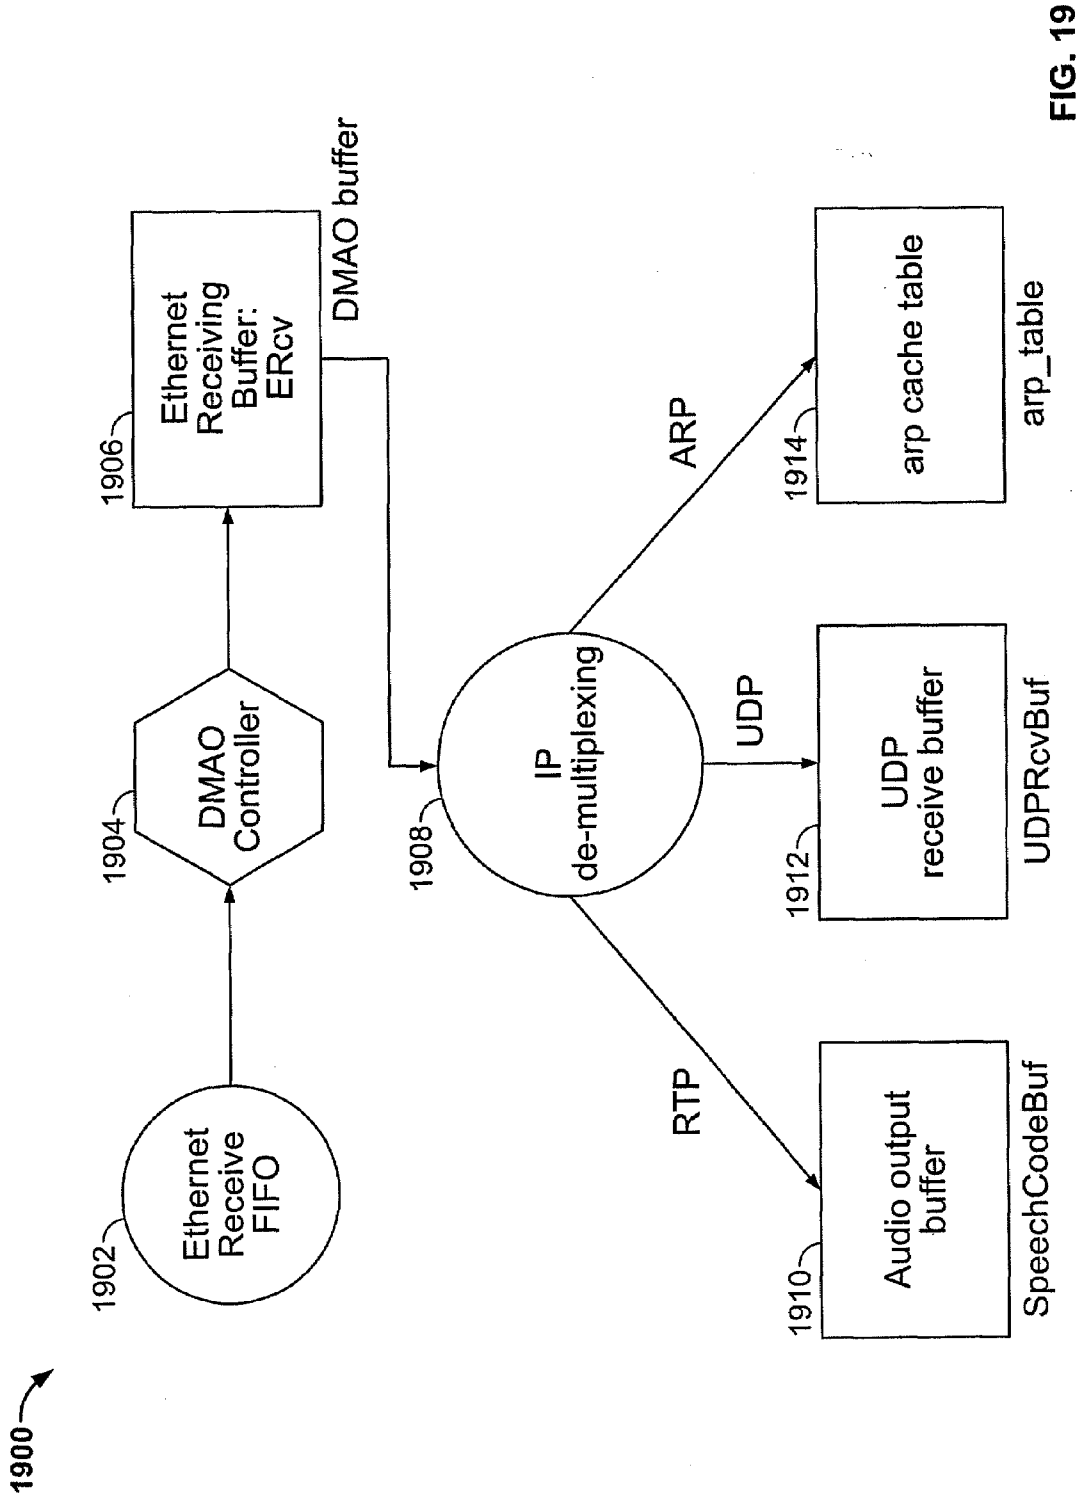 1900
1902
Ethernet
Receive
FIFO
1904
DMAO
Controller
1906
Ethernet
Receiving
Buffer:
ERcv
DMAO buffer
1908
IP
de-multiplexing
RTP
UDP
ARP
1910
Audio output
buffer
SpeechCodeBuf
1912
UDP
receive buffer
UDPRcvBuf
1914
arp cache table
arp_table
FIG. 19